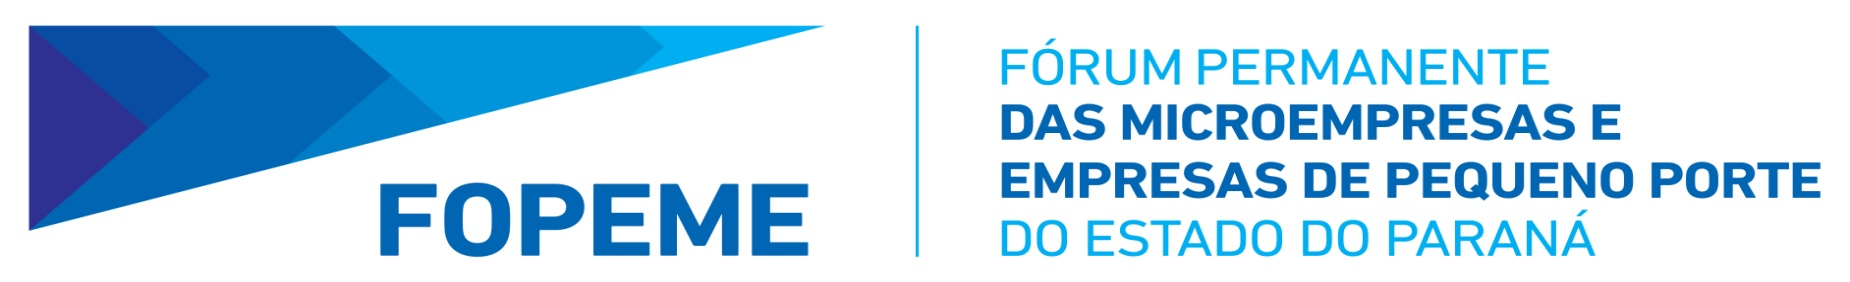 FOPEME
FÓRUM PERMANENTE
DAS MICROEMPRESAS E
EMPRESAS DE PEQUENO PORTE
DO ESTADO DO PARANÁ